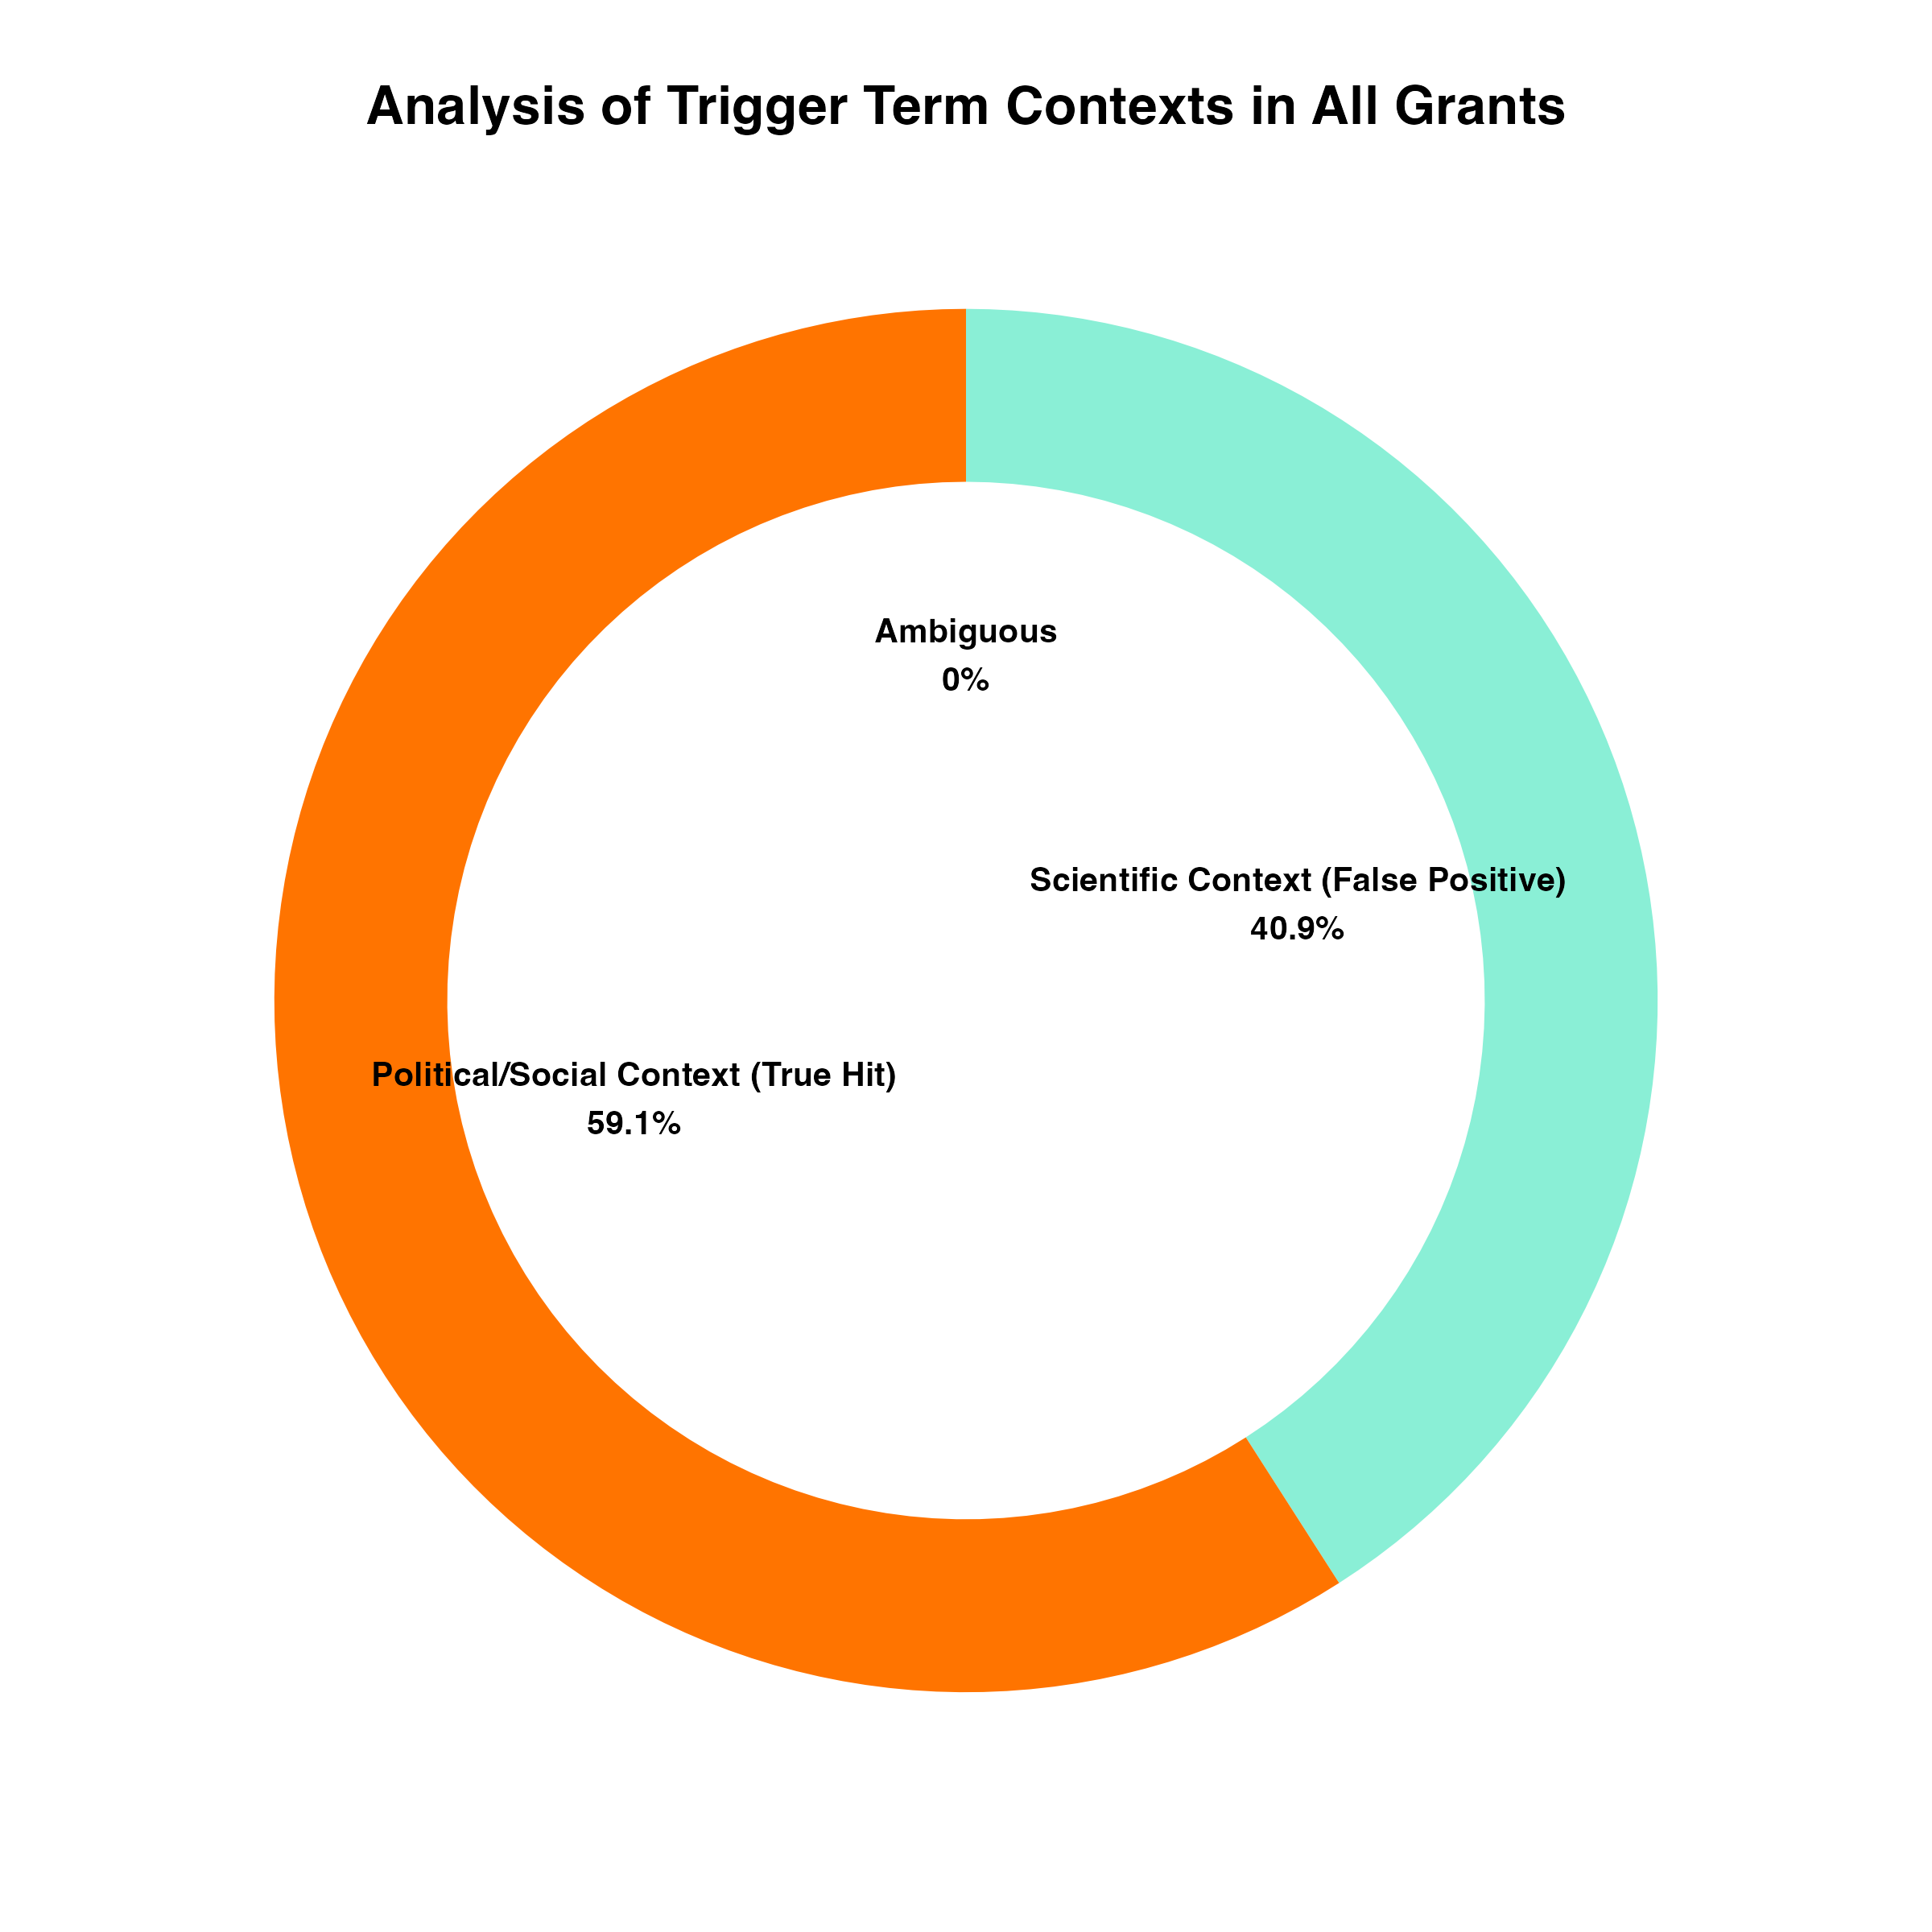 Analysis of Trigger Term Contexts in All Grants
Ambiguous
0%
Scientific Context (False Positive)
40.9%
Political/Social Context (True Hit)
59.1%